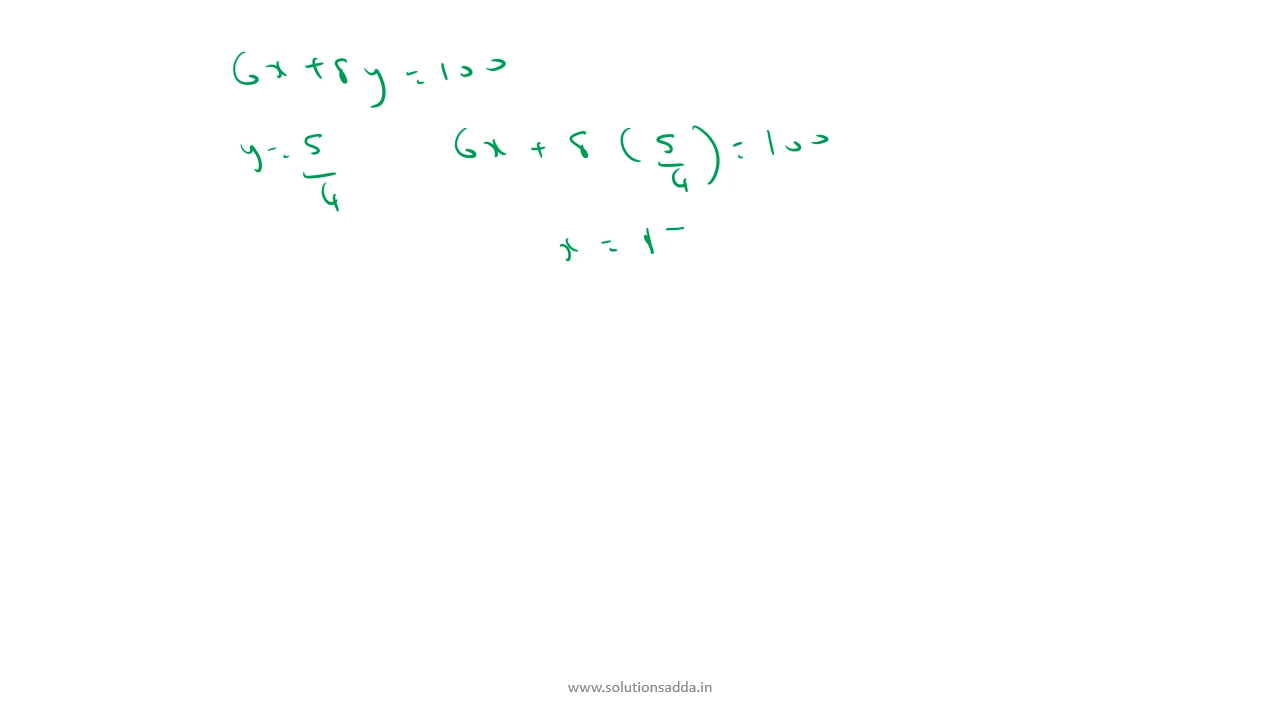 6x + 8y = 100
y = 5/4 6x + 8 (5/4) = 100
x = 15
www.solutionsadda.in